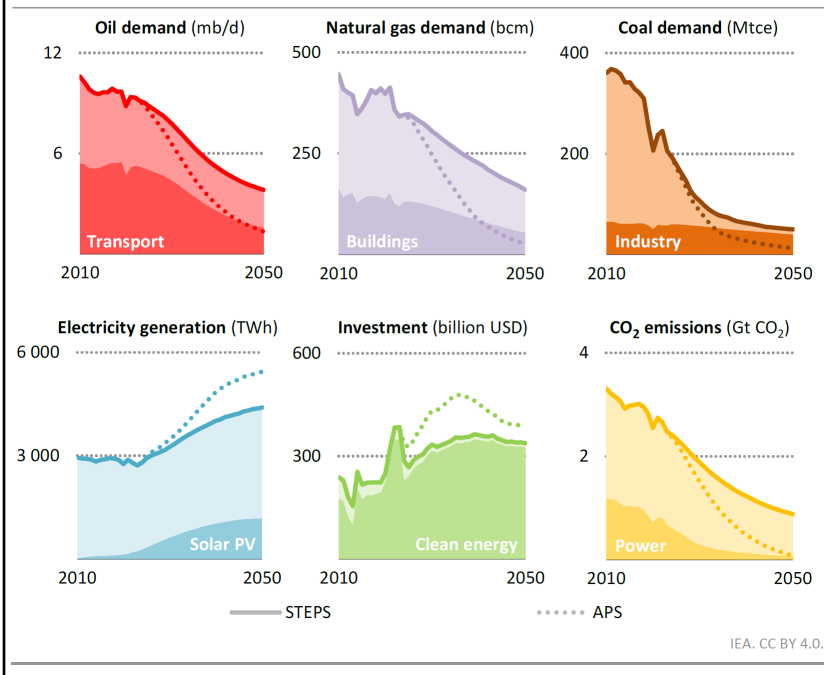 Oil demand (mb/d)
Natural gas demand (bcm)
Coal demand (Mtce)
12
500
400
6
250
200
Transport
Buildings
Industry
2010
2050
2010
2050
2010
2050
Electricity generation (TWh)
Investment (billion USD)
CO₂ emissions (Gt CO₂)
6 000
600
4
3 000
300
2
Solar PV
Clean energy
Power
2010
2050
2010
2050
2010
2050
STEPS
APS
IEA. CC BY 4.0.